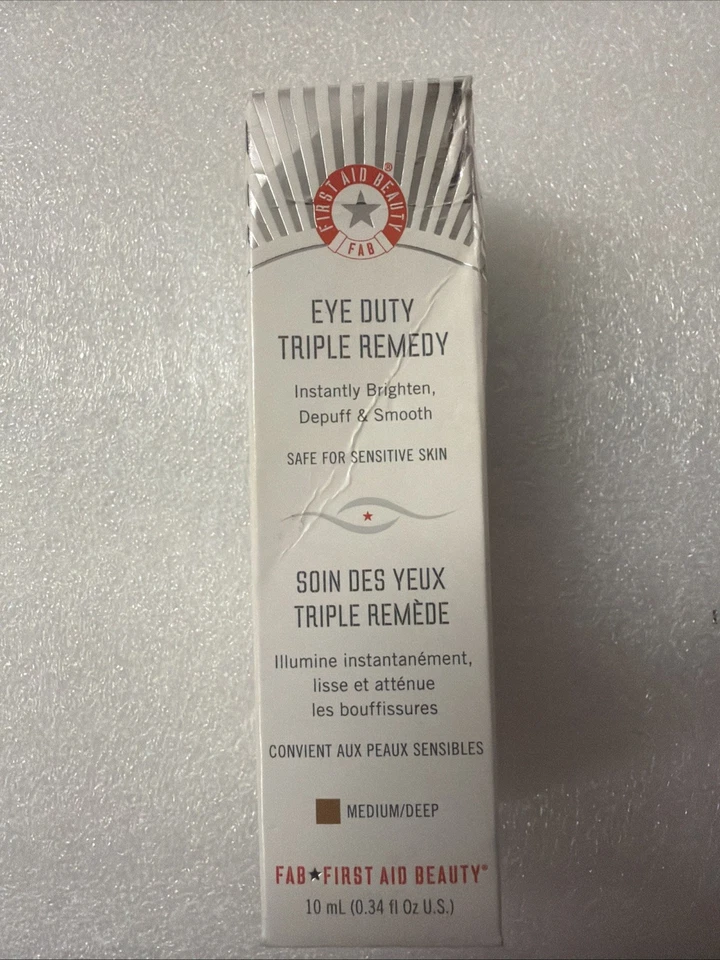 FIRST AID BEAUTY®
FAB
EYE DUTY
TRIPLE REMEDY
Instantly Brighten,
Depuff & Smooth
SAFE FOR SENSITIVE SKIN
SOIN DES YEUX
TRIPLE REMÈDE
Illumine instantanément,
lisse et atténue
les bouffissures
CONVIENT AUX PEAUX SENSIBLES
MEDIUM/DEEP
FAB★FIRST AID BEAUTY®
10 mL (0.34 fl Oz U.S.)